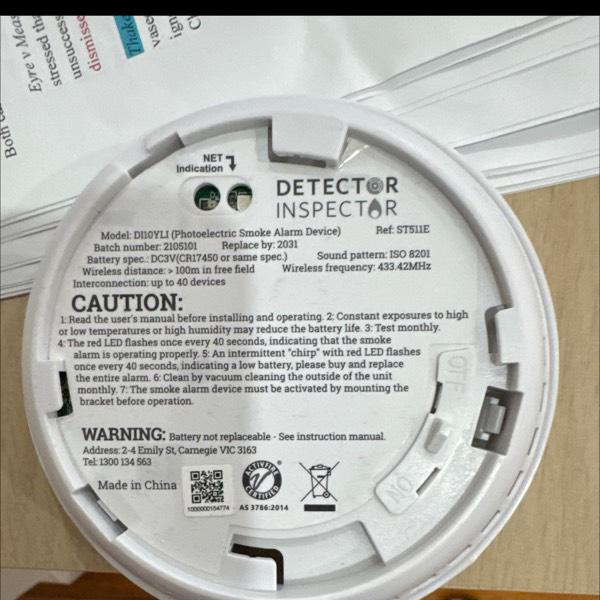 Both
Eyre v Meas
stressed tha
unsuccess
dismisse
Thake
vase
ign
NET
Indication
DETECTOR
INSPECTOR
Model: DI10YLI (Photoelectric Smoke Alarm Device) Ref: ST511E
Batch number: 2105101 Replace by: 2031
Battery spec.: DC3V(CR17450 or same spec.) Sound pattern: ISO 8201
Wireless distance: > 100m in free field Wireless frequency: 433.42MHz
Interconnection: up to 40 devices
CAUTION:
1: Read the user's manual before installing and operating. 2: Constant exposures to high
or low temperatures or high humidity may reduce the battery life. 3: Test monthly.
4: The red LED flashes once every 40 seconds, indicating that the smoke
alarm is operating properly. 5: An intermittent "chirp" with red LED flashes
once every 40 seconds, indicating a low battery, please buy and replace
the entire alarm. 6: Clean by vacuum cleaning the outside of the unit
monthly. 7: The smoke alarm device must be activated by mounting the
bracket before operation.
OFF
WARNING: Battery not replaceable - See instruction manual.
Address: 2-4 Emily St, Carnegie VIC 3163
Tel: 1300 134 563
ON
Made in China
ACTIVFIRE
CERTIFIED
1000000154774 AS 3786:2014